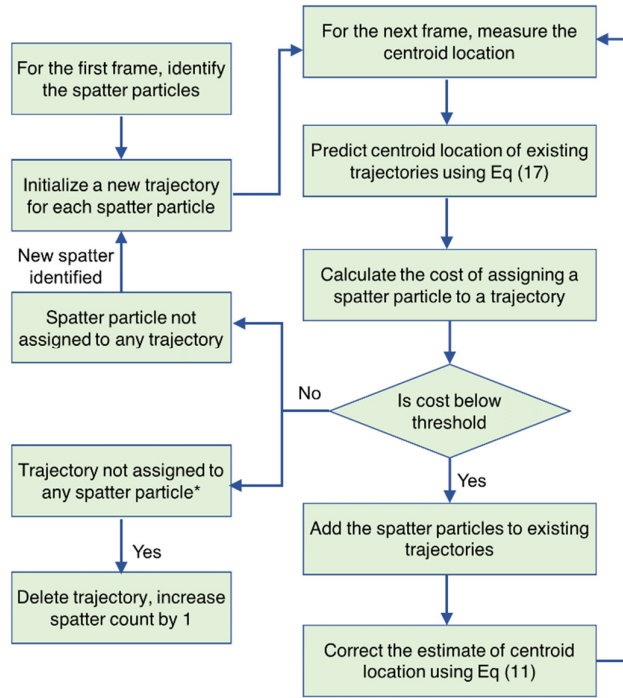 For the first frame, identify
the spatter particles
Initialize a new trajectory
for each spatter particle
New spatter
identified
Spatter particle not
assigned to any trajectory
Trajectory not assigned to
any spatter particle*
Yes
Delete trajectory, increase
spatter count by 1
For the next frame, measure the
centroid location
Predict centroid location of existing
trajectories using Eq (17)
Calculate the cost of assigning a
spatter particle to a trajectory
No
Is cost below
threshold
Yes
Add the spatter particles to existing
trajectories
Correct the estimate of centroid
location using Eq (11)